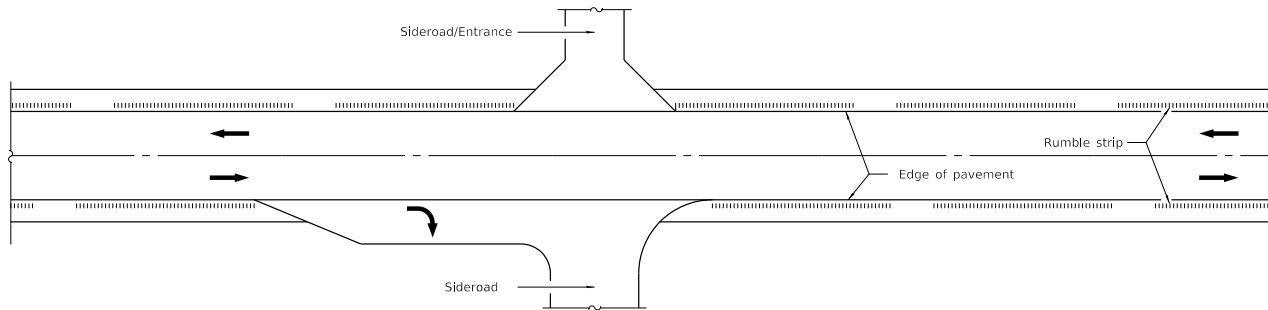 Sideroad/Entrance
Rumble strip
Edge of pavement
Sideroad